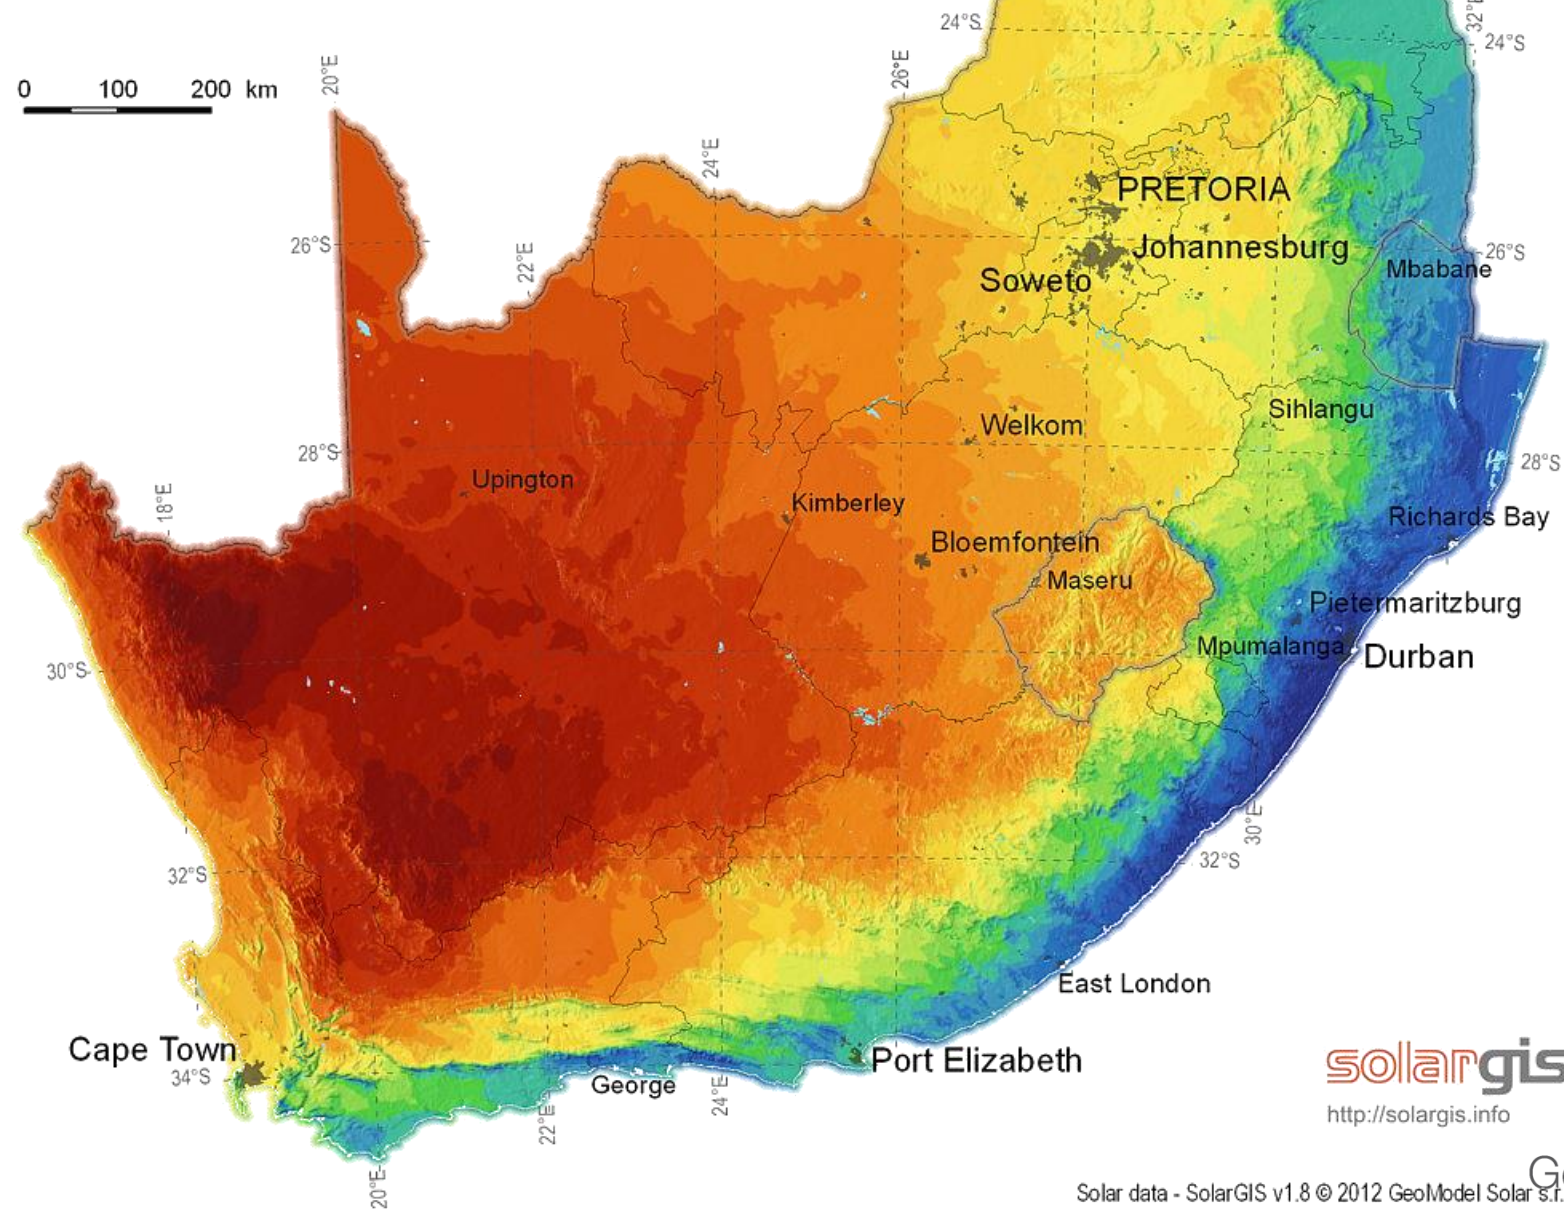 24°S
32°E
24°S
0 100 200 km
20°E
26°E
24°E
PRETORIA
26°S
22°E
Johannesburg
26°S
Soweto
Mbabane
Sihlangu
Welkom
28°S
28°S
Upington
18°E
Kimberley
Richards Bay
Bloemfontein
Maseru
Pietermaritzburg
30°S
Mpumalanga
Durban
30°E
32°S
32°S
East London
Cape Town
34°S
George
24°E
Port Elizabeth
22°E
20°E
solargis
http://solargis.info
Solar data - SolarGIS v1.8 © 2012 GeoModel Solar s.r.